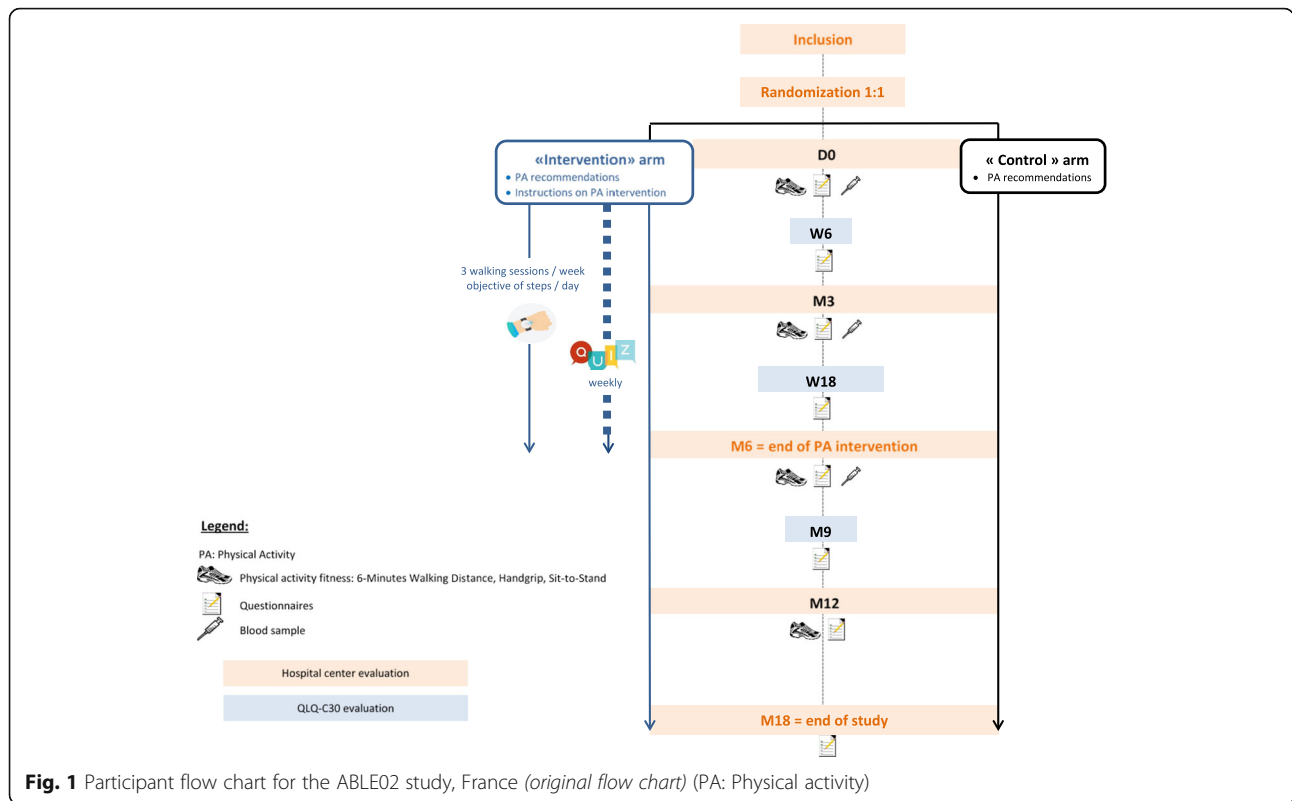 Inclusion
Randomization 1:1
«Intervention» arm
• PA recommendations
• Instructions on PA intervention
D0
« Control » arm
• PA recommendations
W6
3 walking sessions / week
objective of steps / day
M3
QUIZ
weekly
W18
M6 = end of PA intervention
M9
M12
M18 = end of study
Legend:
PA: Physical Activity
Physical activity fitness: 6-Minutes Walking Distance, Handgrip, Sit-to-Stand
Questionnaires
Blood sample
Hospital center evaluation
QLQ-C30 evaluation
Fig. 1 Participant flow chart for the ABLE02 study, France (original flow chart) (PA: Physical activity)